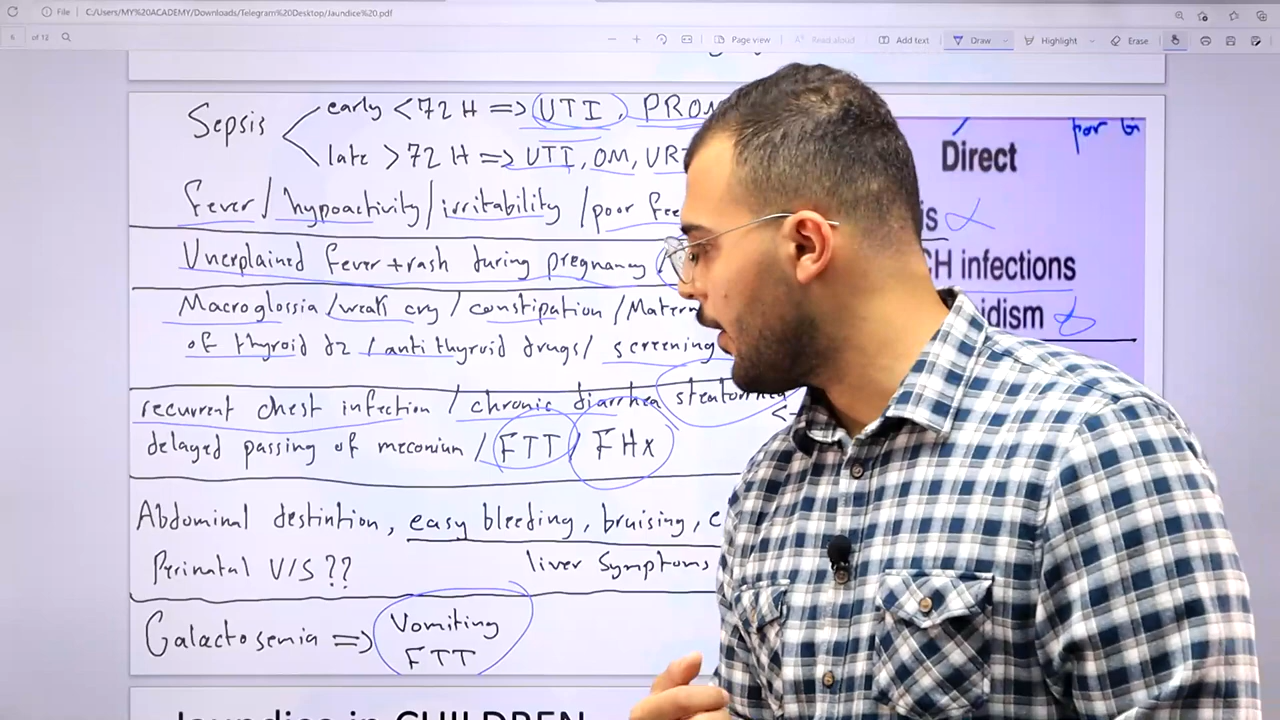 File C:/Users/MY%20ACADEMY/Downloads/Telegram%20Desktop/Jaundice%20.pdf
6 of 12
Page view Read aloud Add text Draw Highlight Erase
Sepsis
early < 72 H => UTI, PROM
late > 72 H => UTI, OM, UR
Fever / hypoactivity / irritability / poor fee
Unexplained fever + rash during pregnancy
Macroglossia / weak cry / constipation / Matern
of thyroid dz / anti thyroid drugs / screening
recurrent chest infection / chronic diarrhea steatorrhea
delayed passing of meconium / FTT / FHx
Abdominal destintion, easy bleeding, bruising,
Perinatal V/S ?? liver Symptoms
Galactosemia => Vomiting
FTT
Direct
is
CH infections
idism
Jaundice in CHILDREN